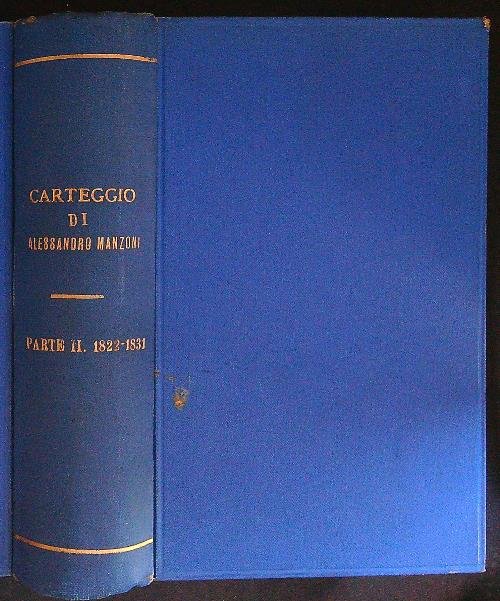 CARTEGGIO
DI
ALESSANDRO MANZONI
PARTE II. 1822-1831